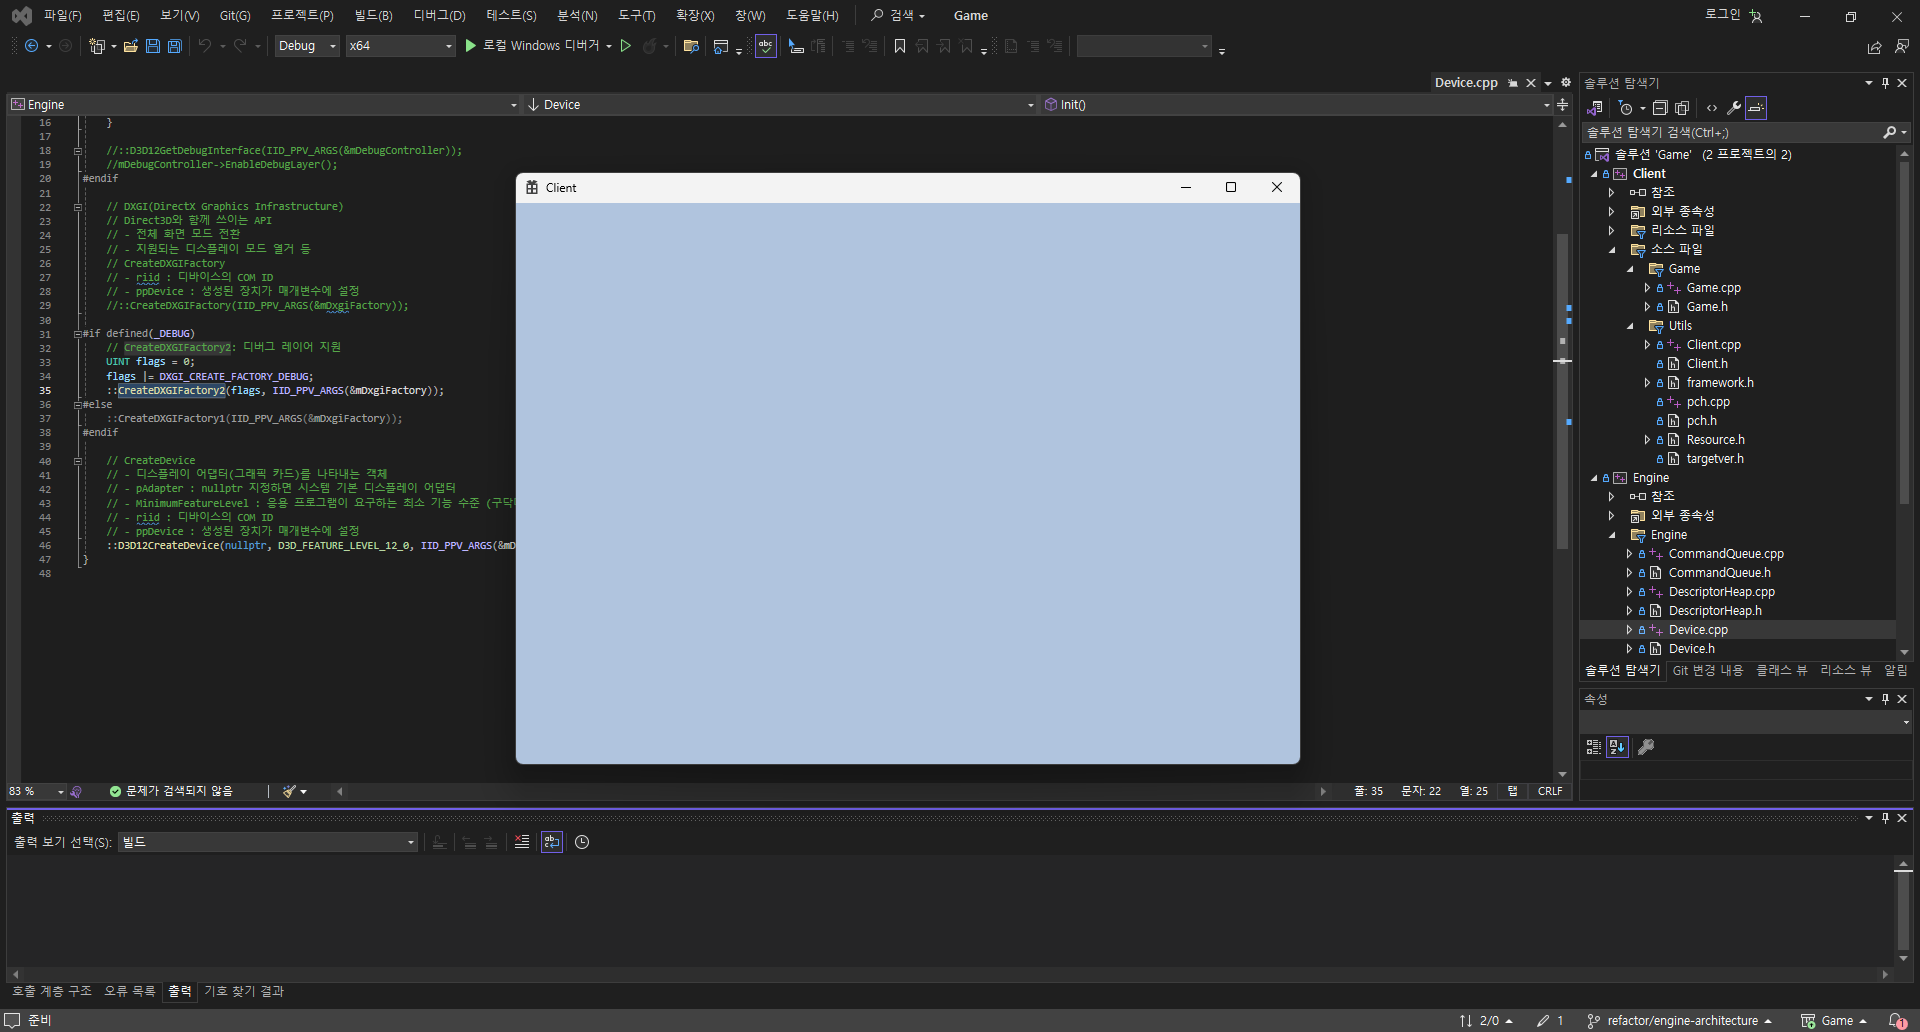 파일(F) 편집(E) 보기(V) Git(G) 프로젝트(P) 빌드(B) 디버그(D) 테스트(S) 분석(N) 도구(T) 확장(X) 창(W) 도움말(H) 검색 Game 로그인
Debug x64 로컬 Windows 디버거
Device.cpp
Engine Device Init()
16 }
17
18 //::D3D12GetDebugInterface(IID_PPV_ARGS(&mDebugController));
19 //mDebugController->EnableDebugLayer();
20 #endif
21
22 // DXGI(DirectX Graphics Infrastructure)
23 // Direct3D와 함께 쓰이는 API
24 // - 전체 화면 모드 전환
25 // - 지원되는 디스플레이 모드 열거 등
26 // CreateDXGIFactory
27 // - riid : 디바이스의 COM ID
28 // - ppDevice : 생성된 장치가 매개변수에 설정
29 //::CreateDXGIFactory(IID_PPV_ARGS(&mDxgiFactory));
30
31 #if defined(_DEBUG)
32 // CreateDXGIFactory2: 디버그 레이어 지원
33 UINT flags = 0;
34 flags |= DXGI_CREATE_FACTORY_DEBUG;
35 ::CreateDXGIFactory2(flags, IID_PPV_ARGS(&mDxgiFactory));
36 #else
37 ::CreateDXGIFactory1(IID_PPV_ARGS(&mDxgiFactory));
38 #endif
39
40 // CreateDevice
41 // - 디스플레이 어댑터(그래픽 카드)를 나타내는 객체
42 // - pAdapter : nullptr 지정하면 시스템 기본 디스플레이 어댑터
43 // - MinimumFeatureLevel : 응용 프로그램이 요구하는 최소 기능 수준 (구닥
44 // - riid : 디바이스의 COM ID
45 // - ppDevice : 생성된 장치가 매개변수에 설정
46 ::D3D12CreateDevice(nullptr, D3D_FEATURE_LEVEL_12_0, IID_PPV_ARGS(&mD
47 }
48
Client
83 % 문제가 검색되지 않음 줄: 35 문자: 22 열: 25 탭 CRLF
솔루션 탐색기
솔루션 탐색기 검색(Ctrl+;)
솔루션 'Game' (2 프로젝트의 2)
Client
참조
외부 종속성
리소스 파일
소스 파일
Game
Game.cpp
Game.h
Utils
Client.cpp
Client.h
framework.h
pch.cpp
pch.h
Resource.h
targetver.h
Engine
참조
외부 종속성
Engine
CommandQueue.cpp
CommandQueue.h
DescriptorHeap.cpp
DescriptorHeap.h
Device.cpp
Device.h
솔루션 탐색기 Git 변경 내용 클래스 뷰 리소스 뷰 알림
속성
출력
출력 보기 선택(S): 빌드
호출 계층 구조 오류 목록 출력 기호 찾기 결과
준비 2/0 1 refactor/engine-architecture Game 1